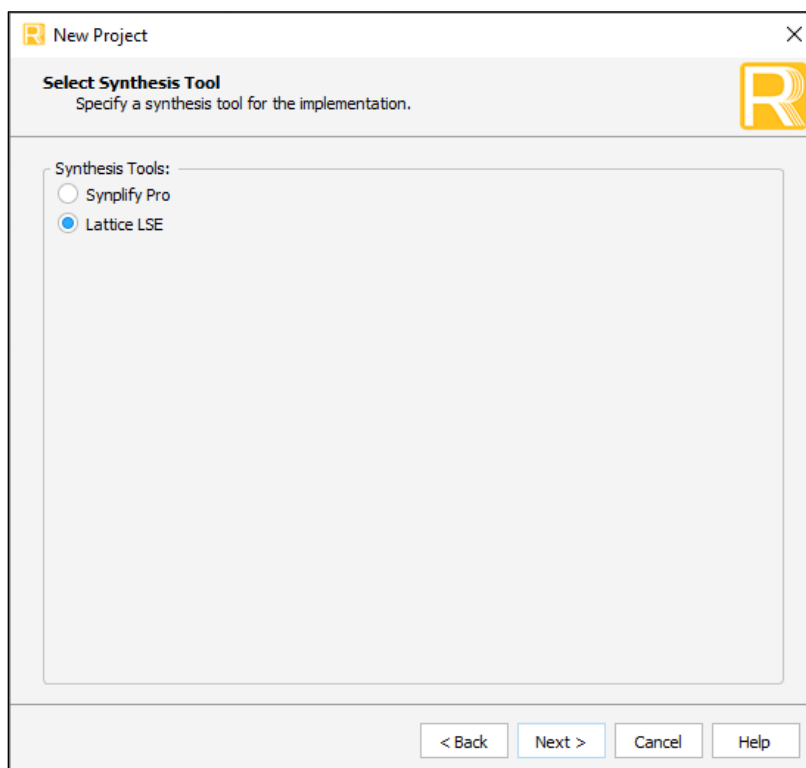 New Project
Select Synthesis Tool
Specify a synthesis tool for the implementation.
R
Synthesis Tools:
Synplify Pro
Lattice LSE
< Back
Next >
Cancel
Help